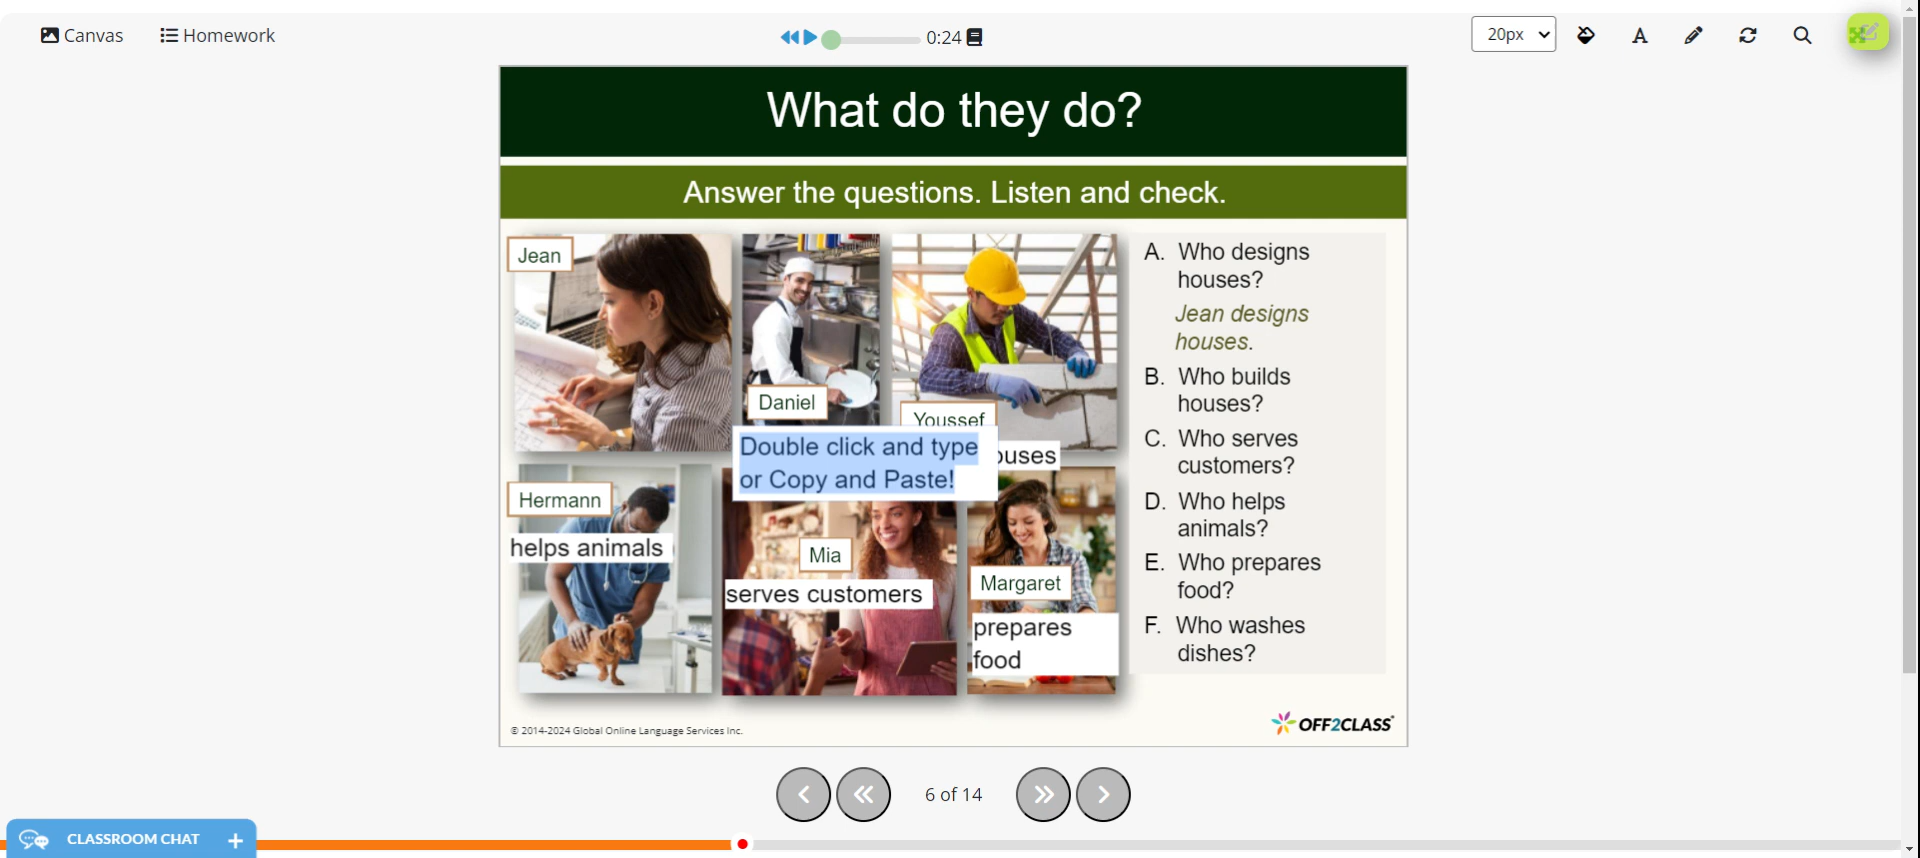 Canvas
Homework
0:24
20px
What do they do?
Answer the questions. Listen and check.
Jean
Daniel
Youssef
Double click and type
or Copy and Paste!
ouses
Hermann
helps animals
Mia
serves customers
Margaret
prepares
food
A. Who designs
houses?
Jean designs
houses.
B. Who builds
houses?
C. Who serves
customers?
D. Who helps
animals?
E. Who prepares
food?
F. Who washes
dishes?
© 2014-2024 Global Online Language Services Inc.
OFF2CLASS
6 of 14
CLASSROOM CHAT +